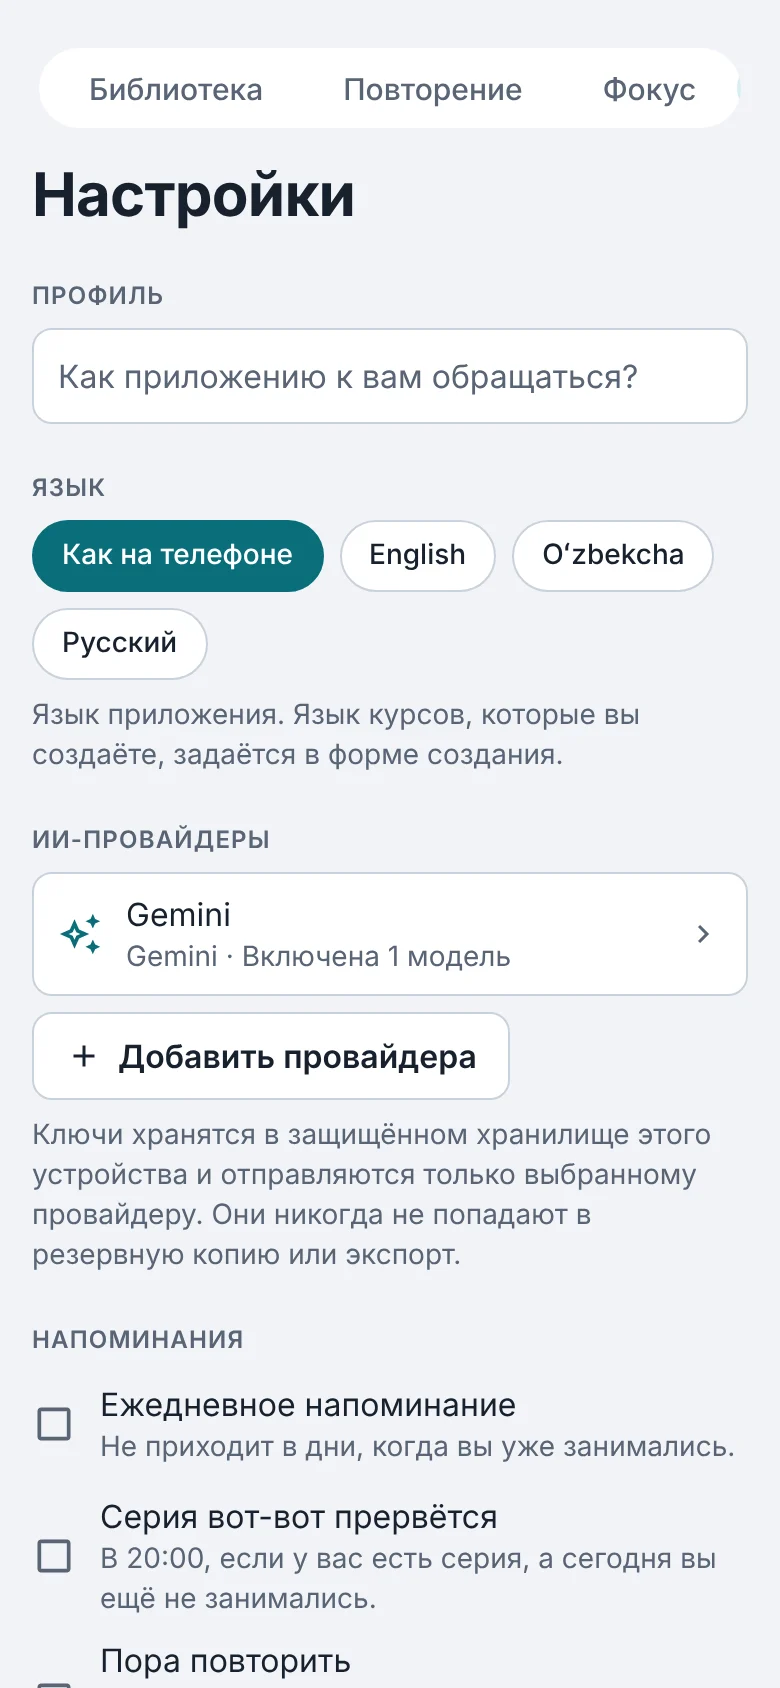 Библиотека Повторение Фокус
Настройки
ПРОФИЛЬ
Как приложению к вам обращаться?
ЯЗЫК
Как на телефоне English Oʻzbekcha
Русский
Язык приложения. Язык курсов, которые вы
создаёте, задаётся в форме создания.
ИИ-ПРОВАЙДЕРЫ
Gemini
Gemini · Включена 1 модель
Добавить провайдера
Ключи хранятся в защищённом хранилище этого
устройства и отправляются только выбранному
провайдеру. Они никогда не попадают в
резервную копию или экспорт.
НАПОМИНАНИЯ
Ежедневное напоминание
Не приходит в дни, когда вы уже занимались.
Серия вот-вот прервётся
В 20:00, если у вас есть серия, а сегодня вы
ещё не занимались.
Пора повторить